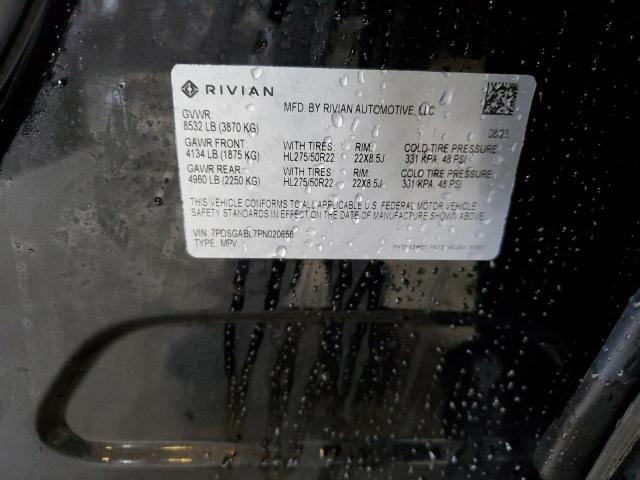 RIVIAN
MFD. BY RIVIAN AUTOMOTIVE, LLC
GVWR:
8532 LB (3870 KG)
08/23
GAWR FRONT: WITH TIRES: RIM: COLD TIRE PRESSURE:
4134 LB (1875 KG) HL275/50R22 22X8.5J 331 KPA, 48 PSI
GAWR REAR: WITH TIRES: RIM: COLD TIRE PRESSURE:
4960 LB (2250 KG) HL275/50R22 22X8.5J 331 KPA, 48 PSI
THIS VEHICLE CONFORMS TO ALL APPLICABLE U.S. FEDERAL MOTOR VEHICLE
SAFETY STANDARDS IN EFFECT ON THE DATE OF MANUFACTURE SHOWN ABOVE.
VIN: 7PDSGABL7PN020656
TYPE: MPV